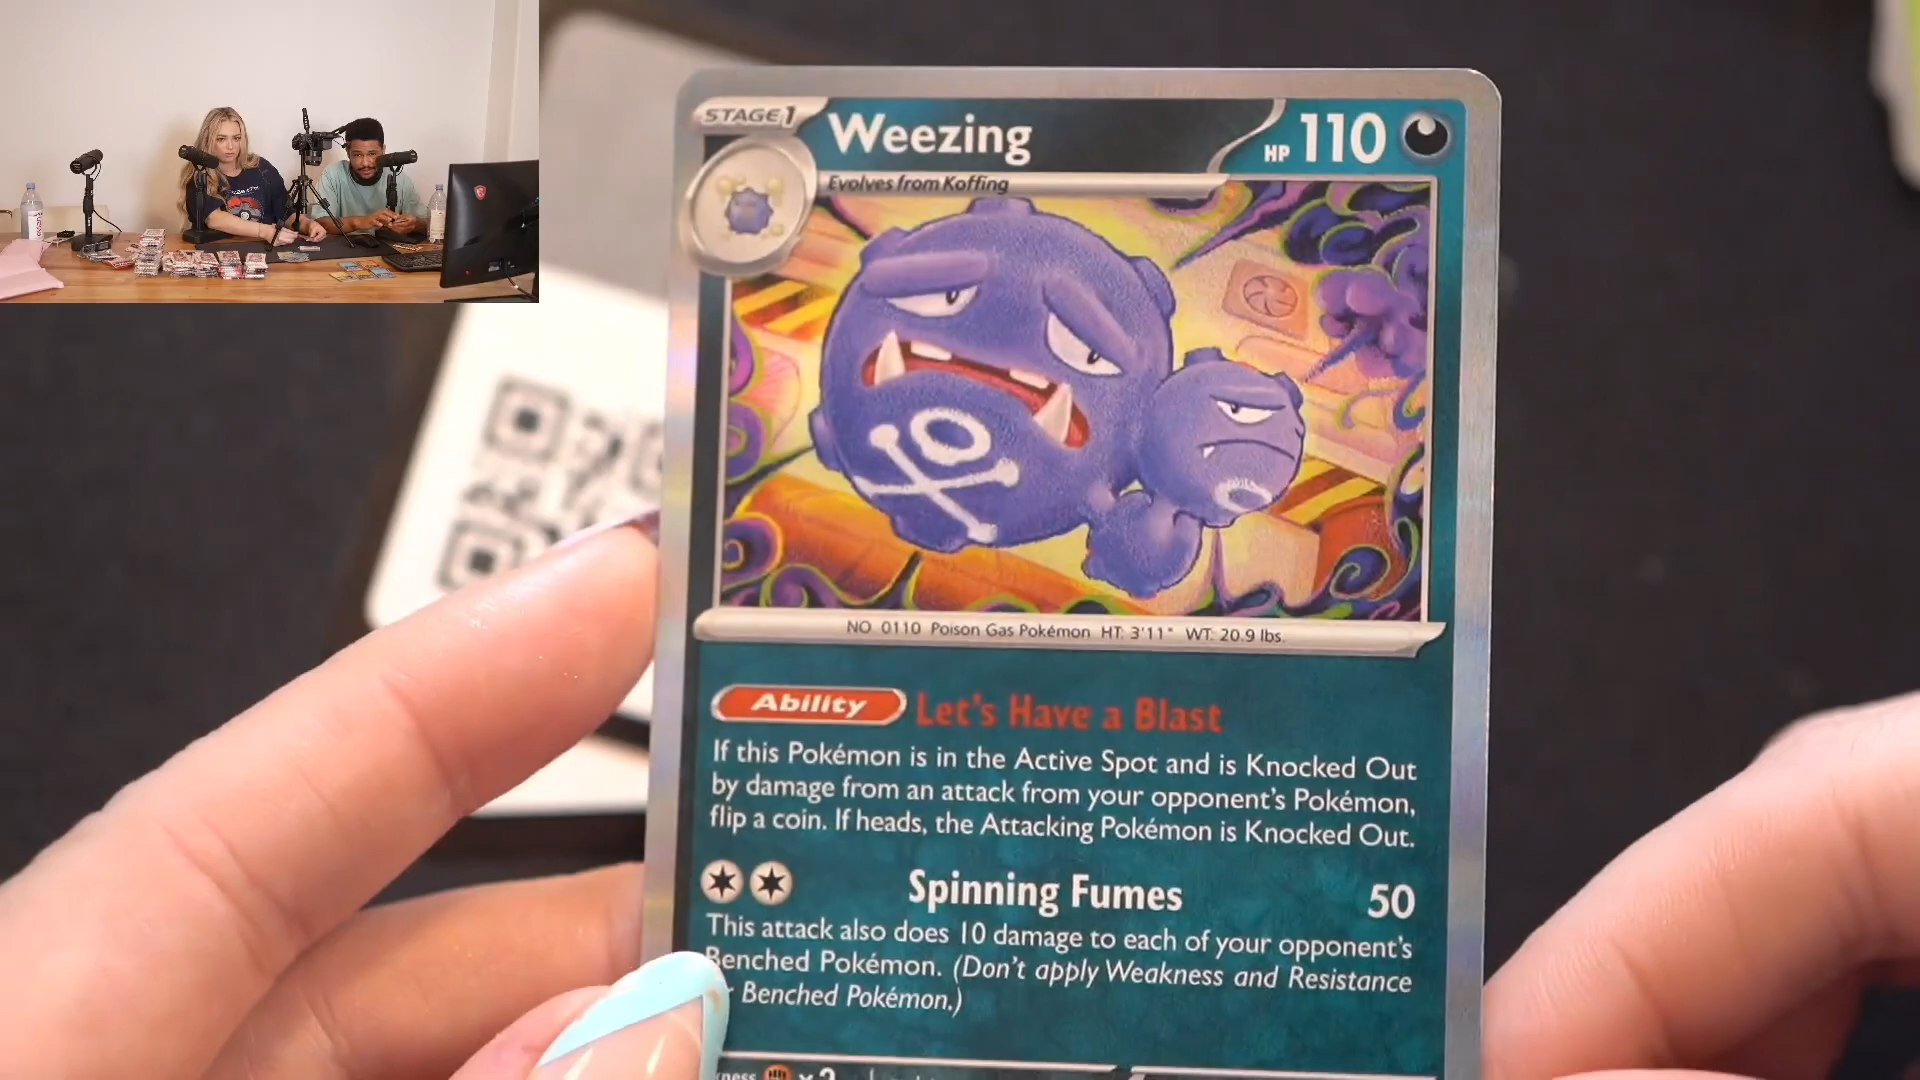 STAGE 1
Weezing
HP 110
Evolves from Koffing
NO 0110 Poison Gas Pokémon HT: 3'11" WT: 20.9 lbs.
Ability Let's Have a Blast
If this Pokémon is in the Active Spot and is Knocked Out
by damage from an attack from your opponent's Pokémon,
flip a coin. If heads, the Attacking Pokémon is Knocked Out.
Spinning Fumes 50
This attack also does 10 damage to each of your opponent's
Benched Pokémon. (Don't apply Weakness and Resistance
Benched Pokémon.)